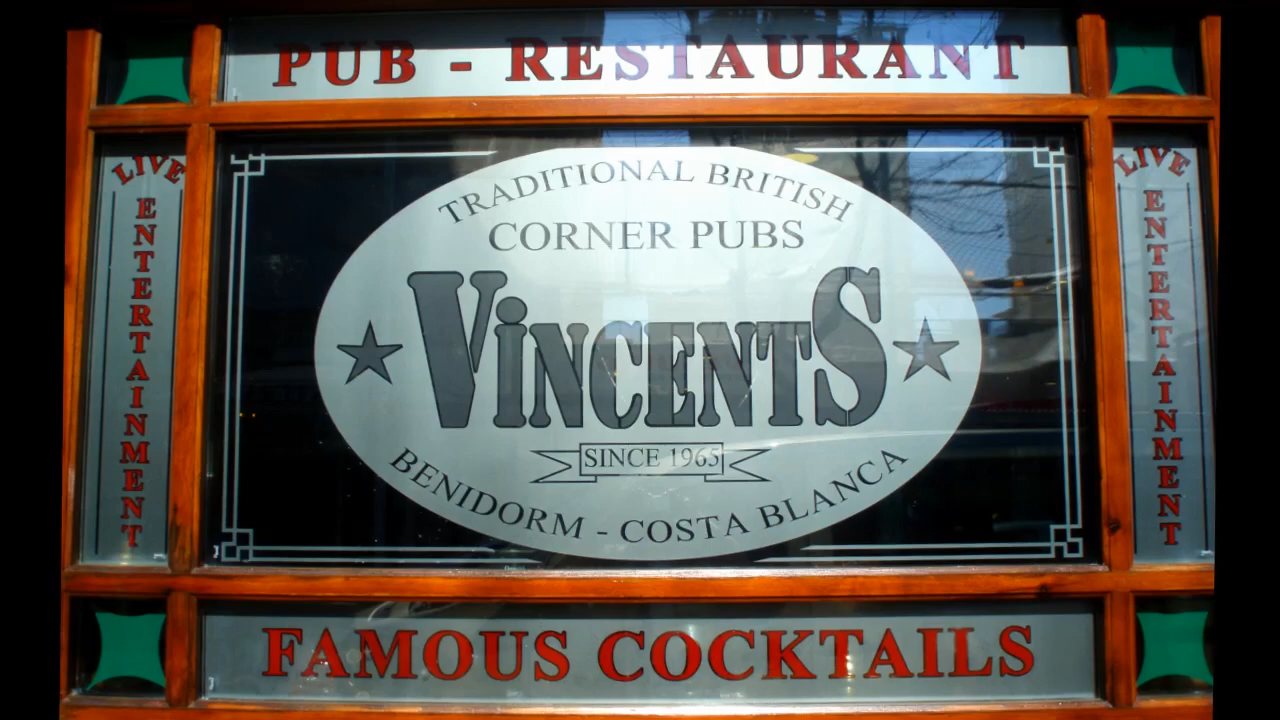 PUB - RESTAURANT
LIVE
ENTERTAINMENT
TRADITIONAL BRITISH
CORNER PUBS
VINCENTS
SINCE 1965
BENIDORM - COSTA BLANCA
LIVE
ENTERTAINMENT
FAMOUS COCKTAILS